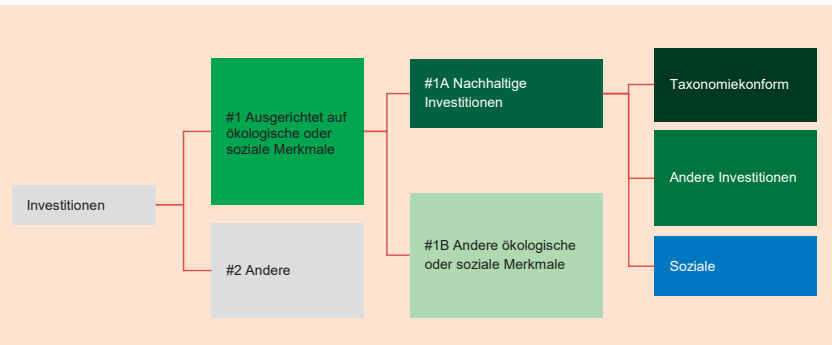 Investitionen
#1 Ausgerichtet auf
ökologische oder
soziale Merkmale
#2 Andere
#1A Nachhaltige
Investitionen
#1B Andere ökologische
oder soziale Merkmale
Taxonomiekonform
Andere Investitionen
Soziale